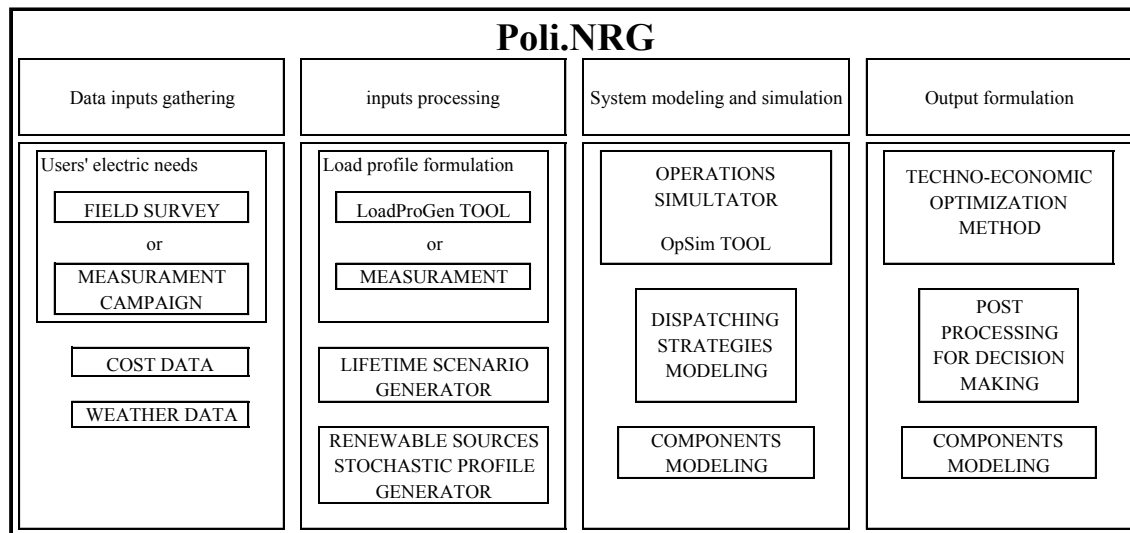 Poli.NRG
Data inputs gathering
inputs processing
System modeling and simulation
Output formulation
Users' electric needs
FIELD SURVEY
or
MEASURAMENT
CAMPAIGN
COST DATA
WEATHER DATA
Load profile formulation
LoadProGen TOOL
or
MEASURAMENT
LIFETIME SCENARIO
GENERATOR
RENEWABLE SOURCES
STOCHASTIC PROFILE
GENERATOR
OPERATIONS
SIMULTATOR
OpSim TOOL
DISPATCHING
STRATEGIES
MODELING
COMPONENTS
MODELING
TECHNO-ECONOMIC
OPTIMIZATION
METHOD
POST
PROCESSING
FOR DECISION
MAKING
COMPONENTS
MODELING